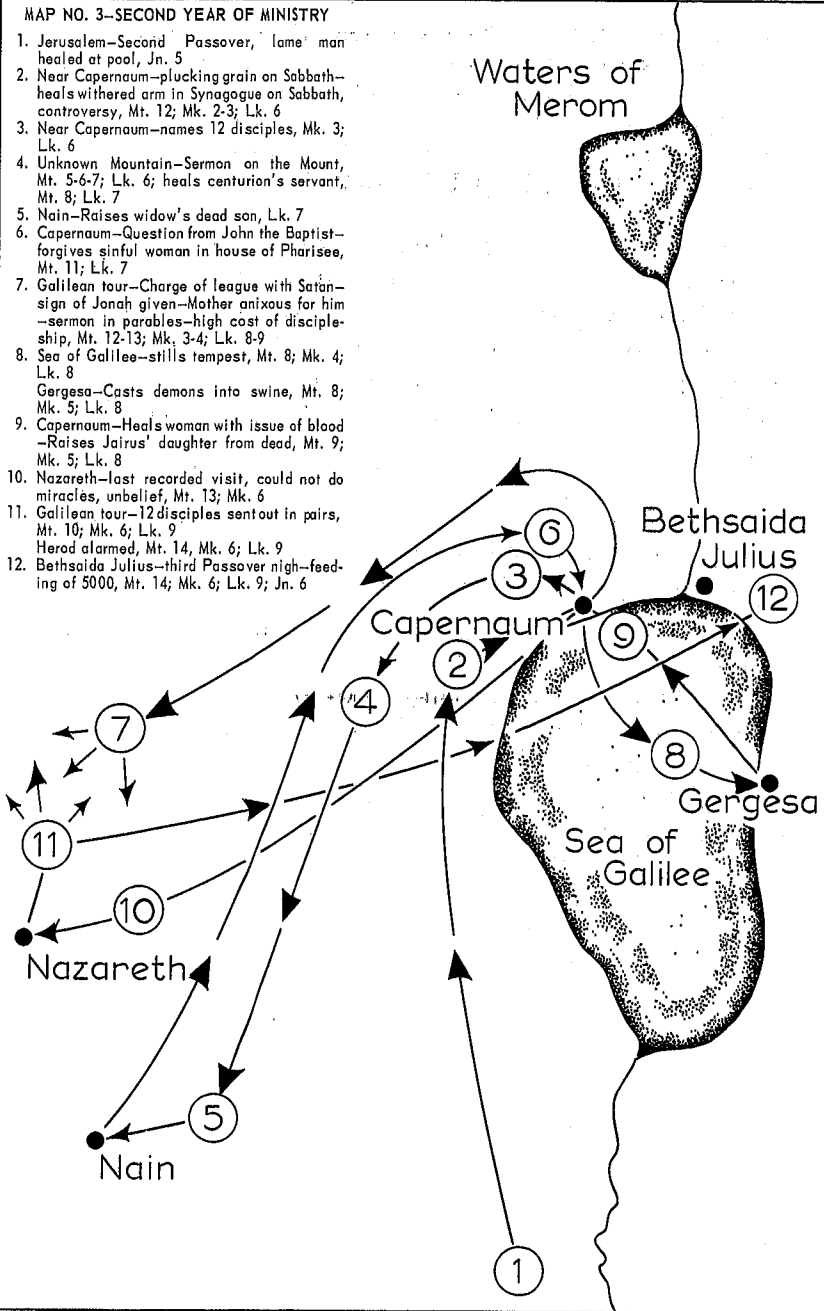 MAP NO. 3–SECOND YEAR OF MINISTRY
1. Jerusalem–Second Passover, lame man
healed at pool, Jn. 5
2. Near Capernaum–plucking grain on Sabbath–
heals withered arm in Synagogue on Sabbath,
controversy, Mt. 12; Mk. 2-3; Lk. 6
3. Near Capernaum–names 12 disciples, Mk. 3;
Lk. 6
4. Unknown Mountain–Sermon on the Mount,
Mt. 5-6-7; Lk. 6; heals centurion's servant,
Mt. 8; Lk. 7
5. Nain–Raises widow's dead son, Lk. 7
6. Capernaum–Question from John the Baptist–
forgives sinful woman in house of Pharisee,
Mt. 11; Lk. 7
7. Galilean tour–Charge of league with Satan–
sign of Jonah given–Mother anixous for him
–sermon in parables–high cost of disciple-
ship, Mt. 12-13; Mk. 3-4; Lk. 8-9
8. Sea of Galilee–stills tempest, Mt. 8; Mk. 4;
Lk. 8
Gergesa–Casts demons into swine, Mt. 8;
Mk. 5; Lk. 8
9. Capernaum–Heals woman with issue of blood
–Raises Jairus' daughter from dead, Mt. 9;
Mk. 5; Lk. 8
10. Nazareth–last recorded visit, could not do
miracles, unbelief, Mt. 13; Mk. 6
11. Galilean tour–12 disciples sent out in pairs,
Mt. 10; Mk. 6; Lk. 9
Herod alarmed, Mt. 14, Mk. 6; Lk. 9
12. Bethsaida Julius–third Passover nigh–feed-
ing of 5000, Mt. 14; Mk. 6; Lk. 9; Jn. 6
Waters of
Merom
Bethsaida
Julius
6
3
12
Capernaum
9
2
4
7
8
Gergesa
11
Sea of
Galilee
10
Nazareth
5
Nain
1